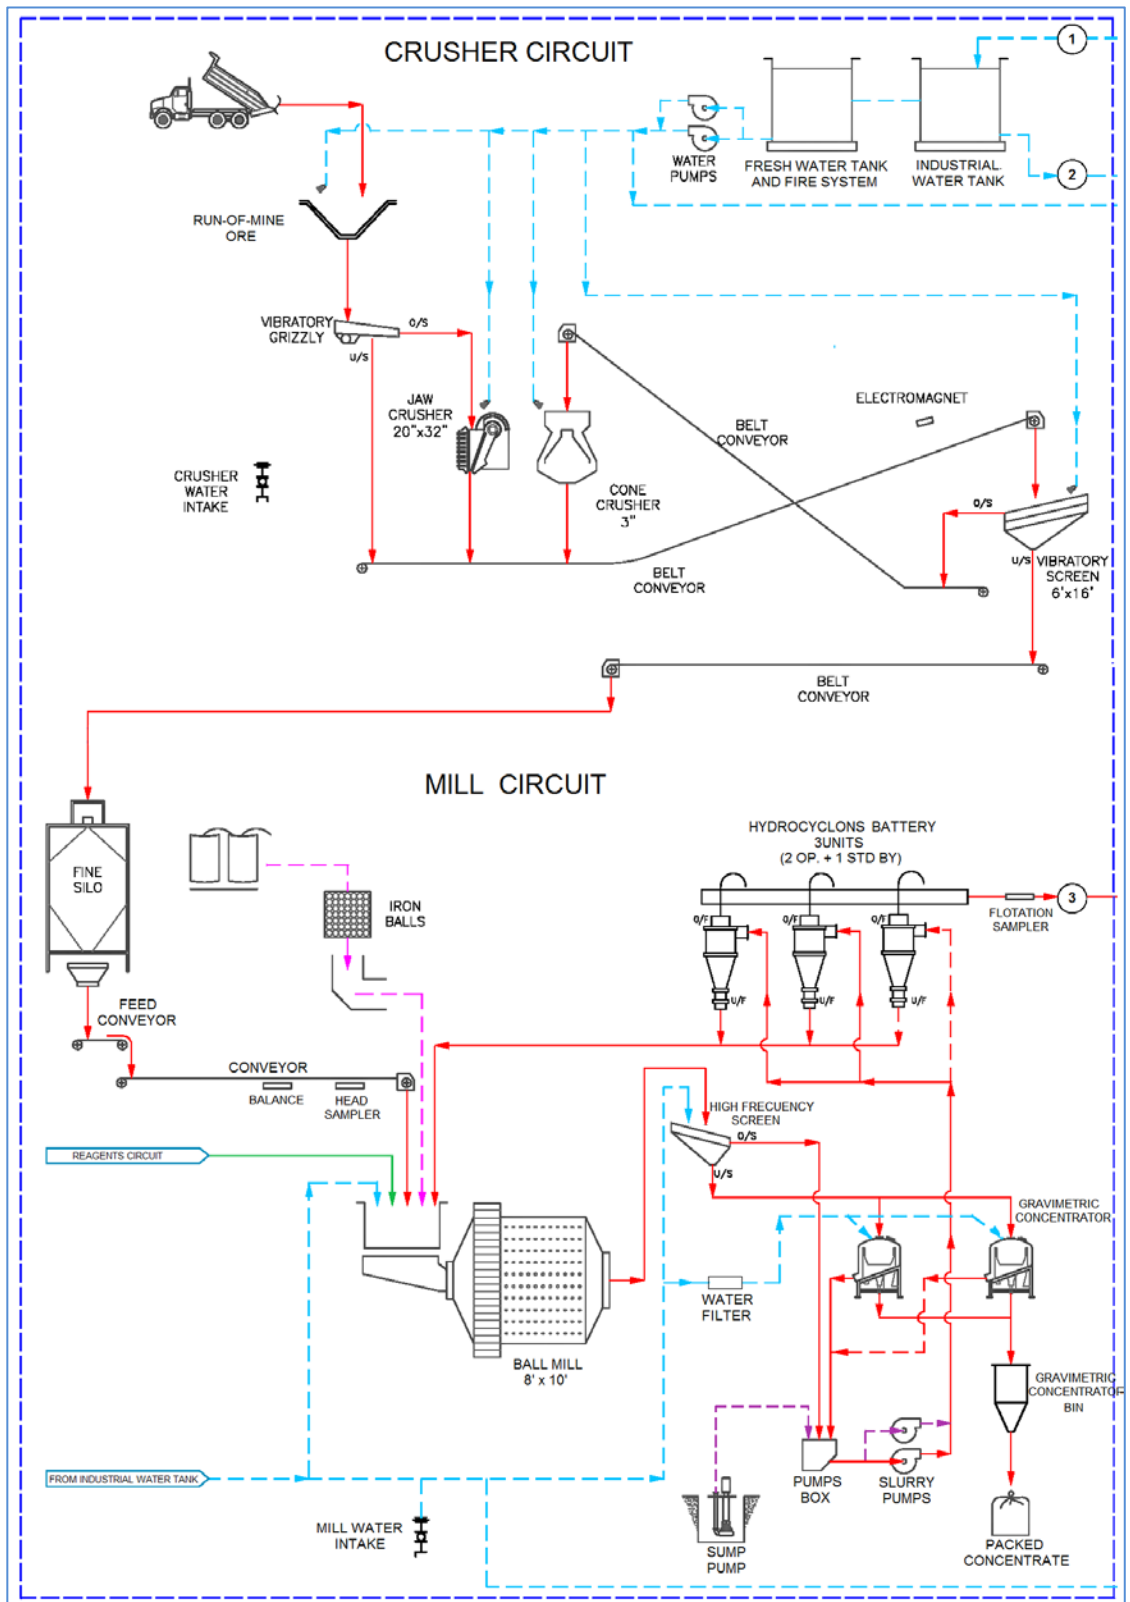 CRUSHER CIRCUIT
1
WATER
PUMPS
FRESH WATER TANK
AND FIRE SYSTEM
INDUSTRIAL.
WATER TANK
2
RUN-OF-MINE
ORE
VIBRATORY
GRIZZLY
O/S
U/S
JAW
CRUSHER
20"x32"
BELT
CONVEYOR
ELECTROMAGNET
CRUSHER
WATER
INTAKE
CONE
CRUSHER
3"
O/S
U/S
VIBRATORY
SCREEN
6'x16'
BELT
CONVEYOR
BELT
CONVEYOR
MILL CIRCUIT
HYDROCYCLONS BATTERY
3UNITS
(2 OP. + 1 STD BY)
FINE
SILO
IRON
BALLS
3
FLOTATION
SAMPLER
O/F
O/F
O/F
U/F
U/F
U/F
FEED
CONVEYOR
CONVEYOR
BALANCE
HEAD
SAMPLER
HIGH FRECUENCY
SCREEN
O/S
U/S
REAGENTS CIRCUIT
GRAVIMETRIC
CONCENTRATOR
WATER
FILTER
BALL MILL
8' x 10'
GRAVIMETRIC
CONCENTRATOR
BIN
FROM INDUSTRIAL WATER TANK
PUMPS
BOX
SLURRY
PUMPS
MILL WATER
INTAKE
SUMP
PUMP
PACKED
CONCENTRATE